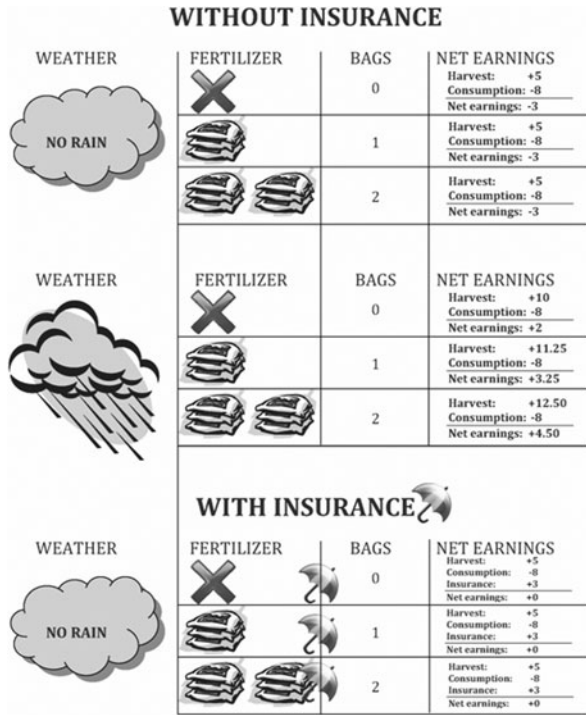 WITHOUT INSURANCE
WEATHER FERTILIZER BAGS NET EARNINGS
NO RAIN
0
Harvest: +5
Consumption: -8
Net earnings: -3
1
Harvest: +5
Consumption: -8
Net earnings: -3
2
Harvest: +5
Consumption: -8
Net earnings: -3
WEATHER FERTILIZER BAGS NET EARNINGS
0
Harvest: +10
Consumption: -8
Net earnings: +2
1
Harvest: +11.25
Consumption: -8
Net earnings: +3.25
2
Harvest: +12.50
Consumption: -8
Net earnings: +4.50
WITH INSURANCE
WEATHER FERTILIZER BAGS NET EARNINGS
NO RAIN
0
Harvest: +5
Consumption: -8
Insurance: +3
Net earnings: +0
1
Harvest: +5
Consumption: -8
Insurance: +3
Net earnings: +0
2
Harvest: +5
Consumption: -8
Insurance: +3
Net earnings: +0